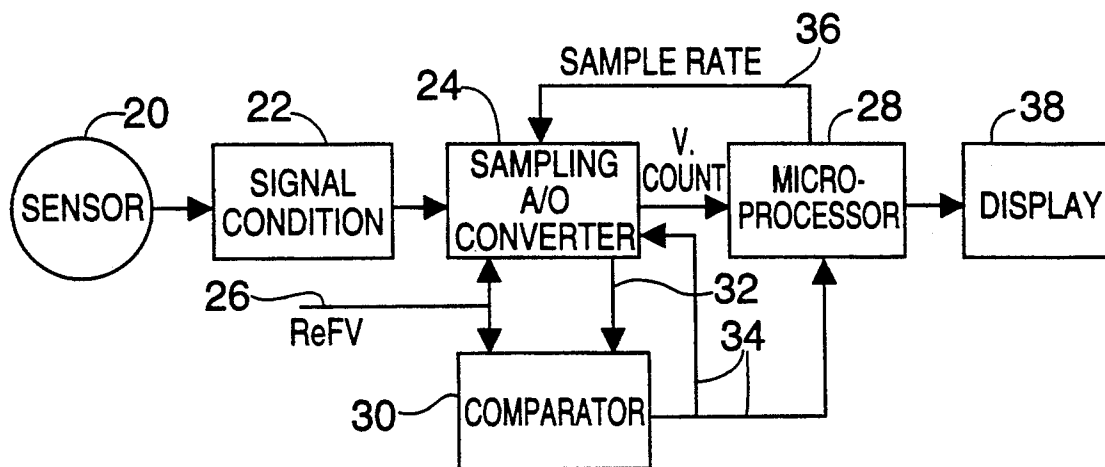 36
SAMPLE RATE
20
22
24
28
38
SENSOR
SIGNAL
CONDITION
SAMPLING
A/O
CONVERTER
V.
COUNT
MICRO-
PROCESSOR
DISPLAY
26
ReFV
32
34
30
COMPARATOR